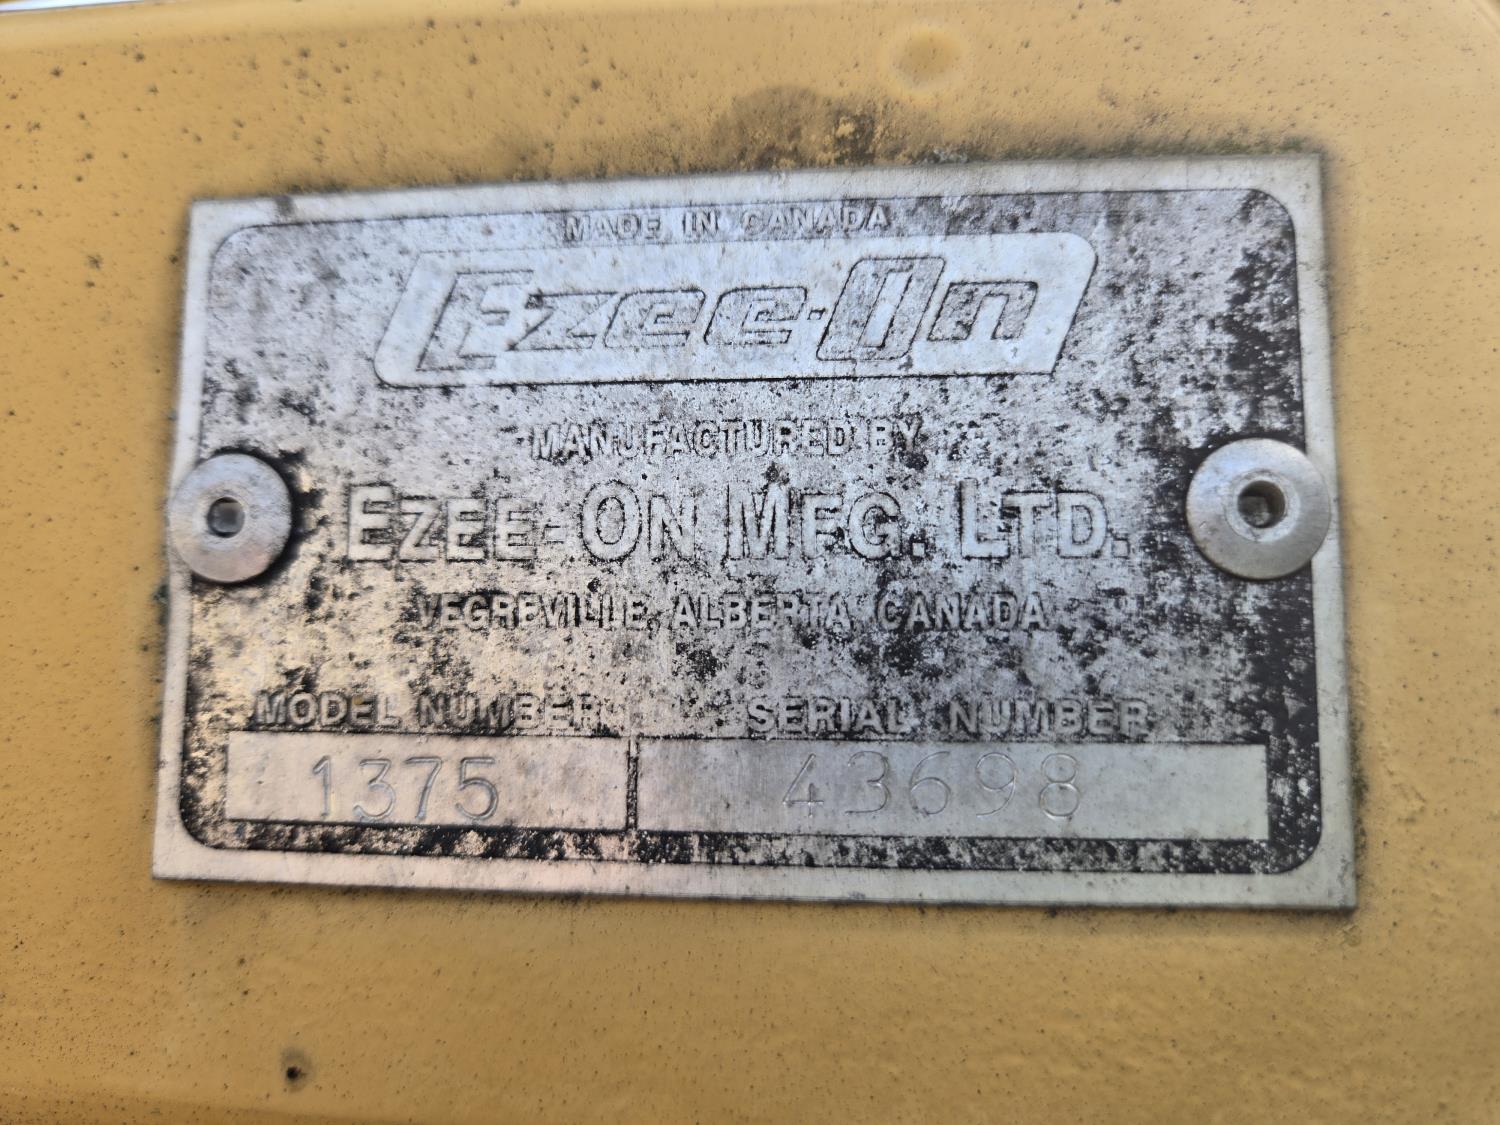 MADE IN CANADA
Ezee-On
MANUFACTURED BY
EZEE-ON MFG. LTD.
VEGREVILLE, ALBERTA, CANADA
MODEL NUMBER SERIAL NUMBER
1375 43698